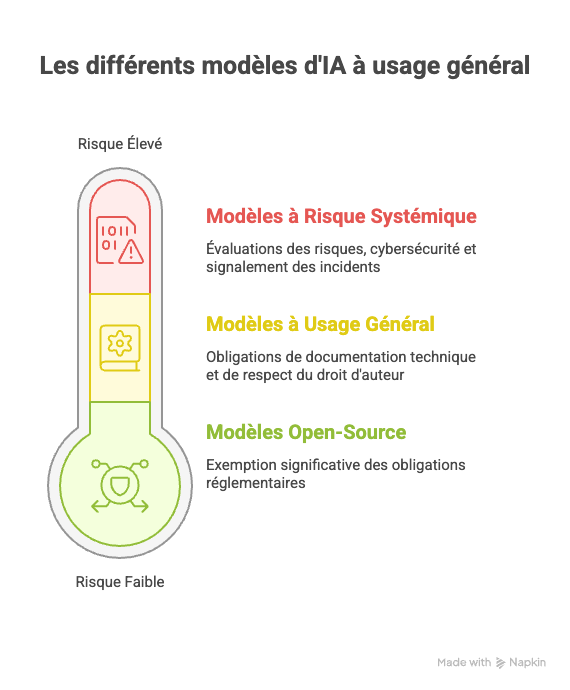 Les différents modèles d'IA à usage général
Risque Élevé
Modèles à Risque Systémique
Évaluations des risques, cybersécurité et
signalement des incidents
Modèles à Usage Général
Obligations de documentation technique
et de respect du droit d'auteur
Modèles Open-Source
Exemption significative des obligations
réglementaires
Risque Faible
Made with Napkin